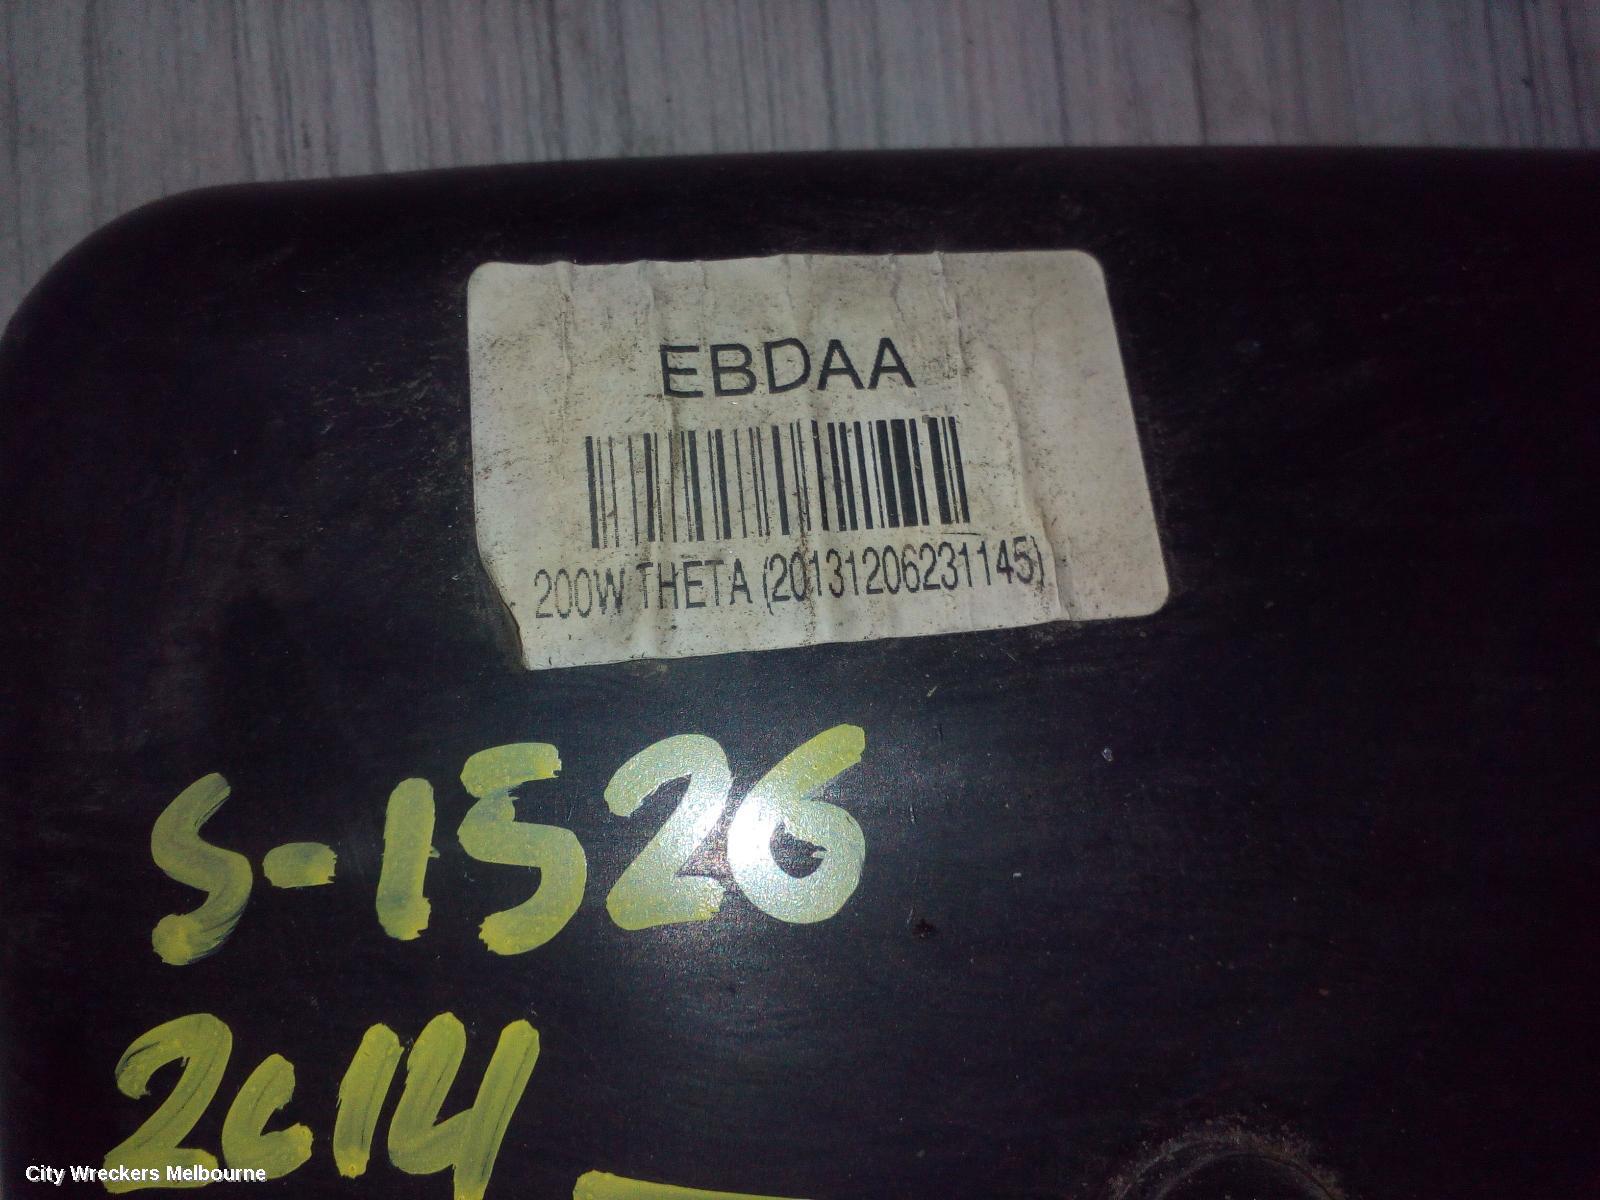 EBDAA
200W THETA (20131206231145)
S-1526
2014
City Wreckers Melbourne